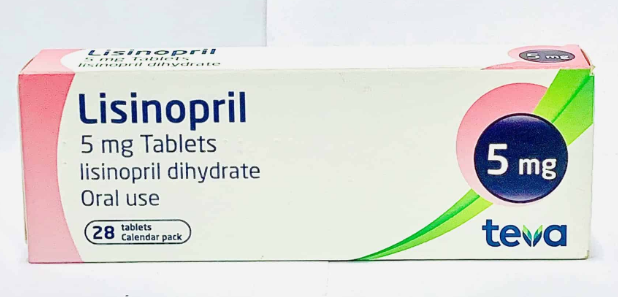 Lisinopril
5 mg Tablets
lisinopril dihydrate
5 mg
Lisinopril
5 mg Tablets
lisinopril dihydrate
Oral use
28 tablets
Calendar pack
5 mg
teva